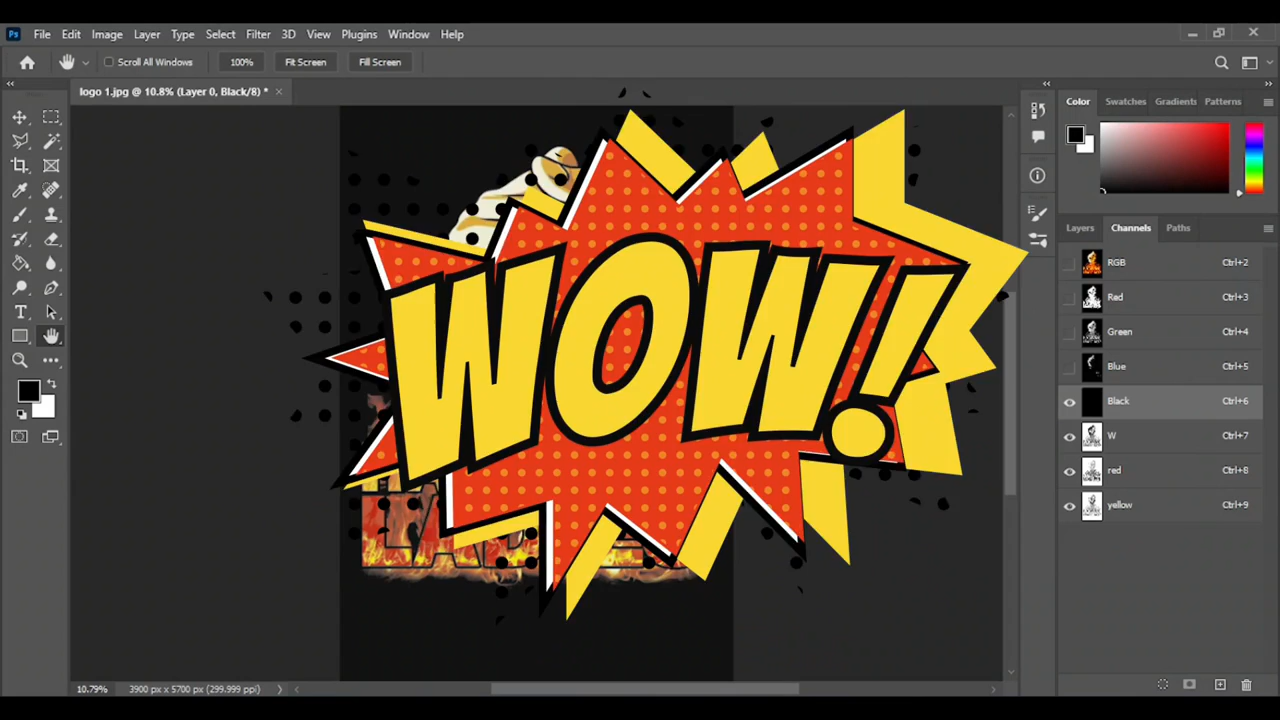 Ps File Edit Image Layer Type Select Filter 3D View Plugins Window Help
Scroll All Windows 100% Fit Screen Fill Screen
logo 1.jpg @ 10.8% (Layer 0, Black/8) *
Color Swatches Gradients Patterns
WOW!
Layers Channels Paths
RGB Ctrl+2
Red Ctrl+3
Green Ctrl+4
Blue Ctrl+5
Black Ctrl+6
W Ctrl+7
red Ctrl+8
yellow Ctrl+9
10.79% 3900 px x 5700 px (299.999 ppi)